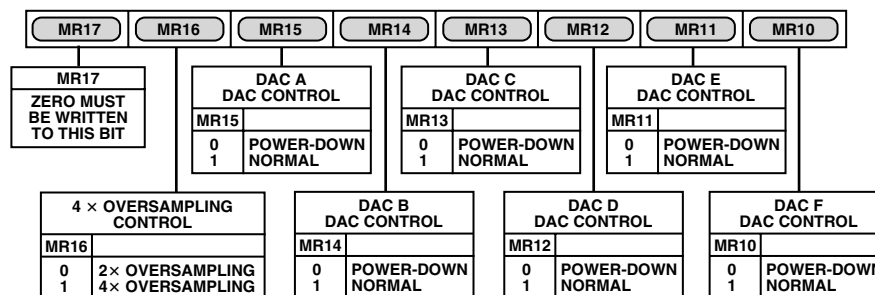 MR17 MR16 MR15 MR14 MR13 MR12 MR11 MR10
MR17
ZERO MUST
BE WRITTEN
TO THIS BIT
DAC A
DAC CONTROL
MR15
0 POWER-DOWN
1 NORMAL
DAC C
DAC CONTROL
MR13
0 POWER-DOWN
1 NORMAL
DAC E
DAC CONTROL
MR11
0 POWER-DOWN
1 NORMAL
4 × OVERSAMPLING
CONTROL
MR16
0 2× OVERSAMPLING
1 4× OVERSAMPLING
DAC B
DAC CONTROL
MR14
0 POWER-DOWN
1 NORMAL
DAC D
DAC CONTROL
MR12
0 POWER-DOWN
1 NORMAL
DAC F
DAC CONTROL
MR10
0 POWER-DOWN
1 NORMAL